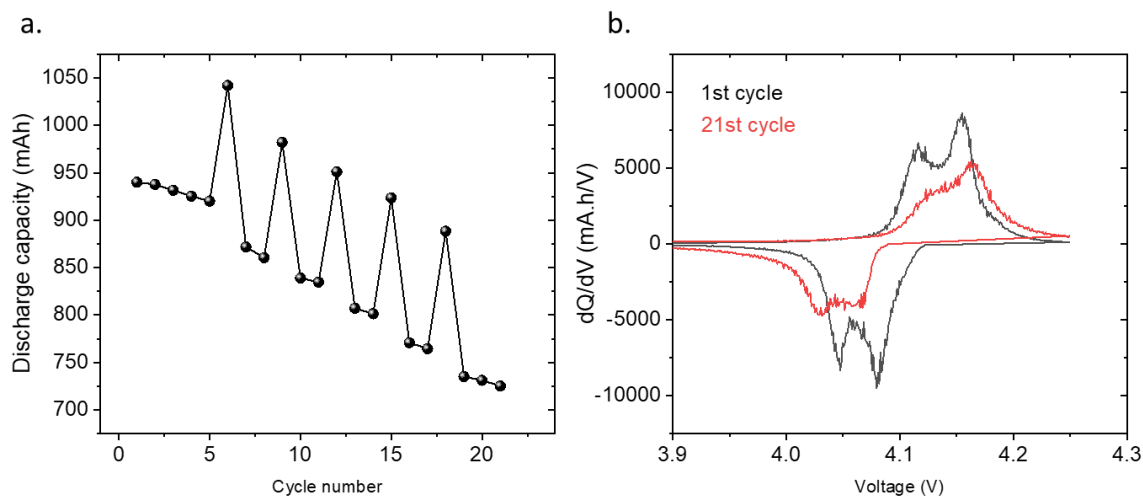 a.
Discharge capacity (mAh)
1050
1000
950
900
850
800
750
700
0
5
10
15
20
Cycle number
b.
dQ/dV (mA.h/V)
10000
5000
0
-5000
-10000
1st cycle
21st cycle
3.9
4.0
4.1
4.2
4.3
Voltage (V)